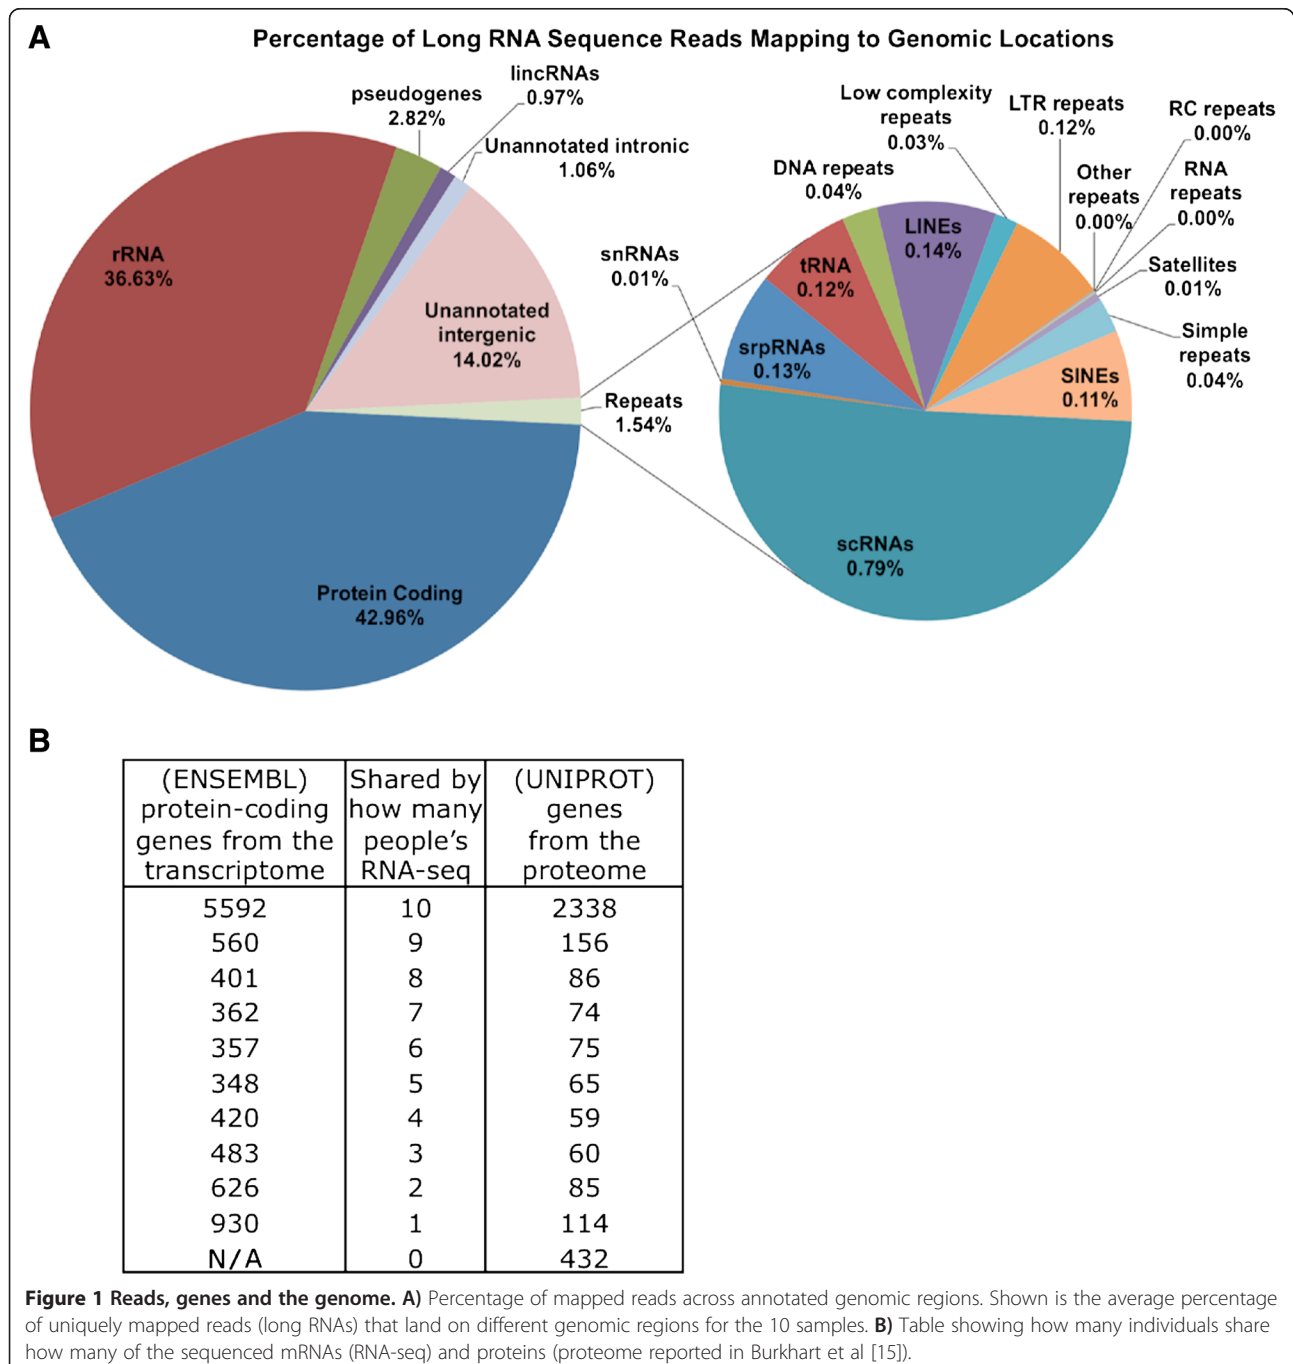 A
Percentage of Long RNA Sequence Reads Mapping to Genomic Locations
rRNA
36.63%
pseudogenes
2.82%
lincRNAs
0.97%
Unannotated intronic
1.06%
Unannotated
intergenic
14.02%
Repeats
1.54%
Protein Coding
42.96%
snRNAs
0.01%
srpRNAs
0.13%
tRNA
0.12%
DNA repeats
0.04%
LINEs
0.14%
Low complexity
repeats
0.03%
LTR repeats
0.12%
Other
repeats
0.00%
RC repeats
0.00%
RNA
repeats
0.00%
Satellites
0.01%
Simple
repeats
0.04%
SINEs
0.11%
scRNAs
0.79%
B
(ENSEMBL) protein-coding genes from the transcriptome
Shared by how many people's RNA-seq
(UNIPROT) genes from the proteome
5592 10 2338
560 9 156
401 8 86
362 7 74
357 6 75
348 5 65
420 4 59
483 3 60
626 2 85
930 1 114
N/A 0 432
Figure 1 Reads, genes and the genome. A) Percentage of mapped reads across annotated genomic regions. Shown is the average percentage
of uniquely mapped reads (long RNAs) that land on different genomic regions for the 10 samples. B) Table showing how many individuals share
how many of the sequenced mRNAs (RNA-seq) and proteins (proteome reported in Burkhart et al [15]).